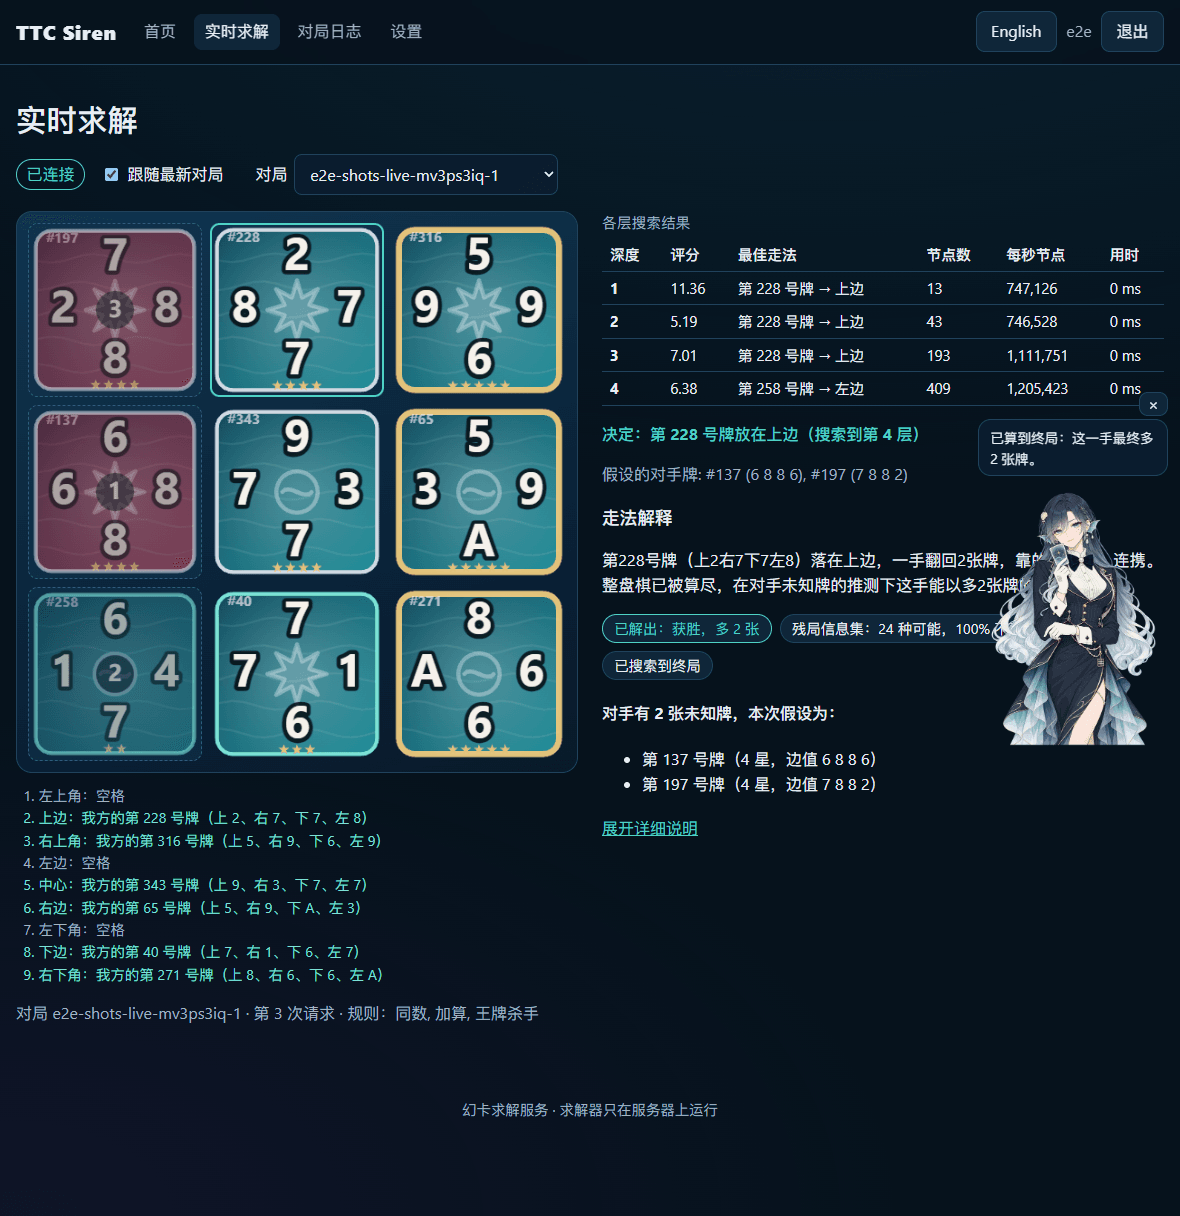 TTC Siren 首页 实时求解 对局日志 设置 English e2e 退出
实时求解
已连接 跟随最新对局 对局 e2e-shots-live-mv3ps3iq-1
#197 7 2 3 8 8
#228 2 8 7 7
#316 5 9 9 6
#137 6 6 1 8 8
#343 9 7 3 7
#65 5 3 9 A
#258 6 1 2 4 7
#40 7 7 1 6
#271 8 A 6 6
1. 左上角：空格
2. 上边：我方的第 228 号牌（上 2、右 7、下 7、左 8）
3. 右上角：我方的第 316 号牌（上 5、右 9、下 6、左 9）
4. 左边：空格
5. 中心：我方的第 343 号牌（上 9、右 3、下 7、左 7）
6. 右边：我方的第 65 号牌（上 5、右 9、下 A、左 3）
7. 左下角：空格
8. 下边：我方的第 40 号牌（上 7、右 1、下 6、左 7）
9. 右下角：我方的第 271 号牌（上 8、右 6、下 6、左 A）
对局 e2e-shots-live-mv3ps3iq-1 · 第 3 次请求 · 规则：同数, 加算, 王牌杀手
各层搜索结果
深度 评分 最佳走法 节点数 每秒节点 用时
1 11.36 第 228 号牌 → 上边 13 747,126 0 ms
2 5.19 第 228 号牌 → 上边 43 746,528 0 ms
3 7.01 第 228 号牌 → 上边 193 1,111,751 0 ms
4 6.38 第 258 号牌 → 左边 409 1,205,423 0 ms
×
决定：第 228 号牌放在上边（搜索到第 4 层）
已算到终局：这一手最终多
2 张牌。
假设的对手牌: #137 (6 8 8 6), #197 (7 8 8 2)
走法解释
第228号牌（上2右7下7左8）落在上边，一手翻回2张牌，靠的 连携。
整盘棋已被算尽，在对手未知牌的推测下这手能以多2张牌
已解出：获胜，多 2 张 残局信息集：24 种可能，100%
已搜索到终局
对手有 2 张未知牌，本次假设为：
第 137 号牌（4 星，边值 6 8 8 6）
第 197 号牌（4 星，边值 7 8 8 2）
展开详细说明
幻卡求解服务 · 求解器只在服务器上运行